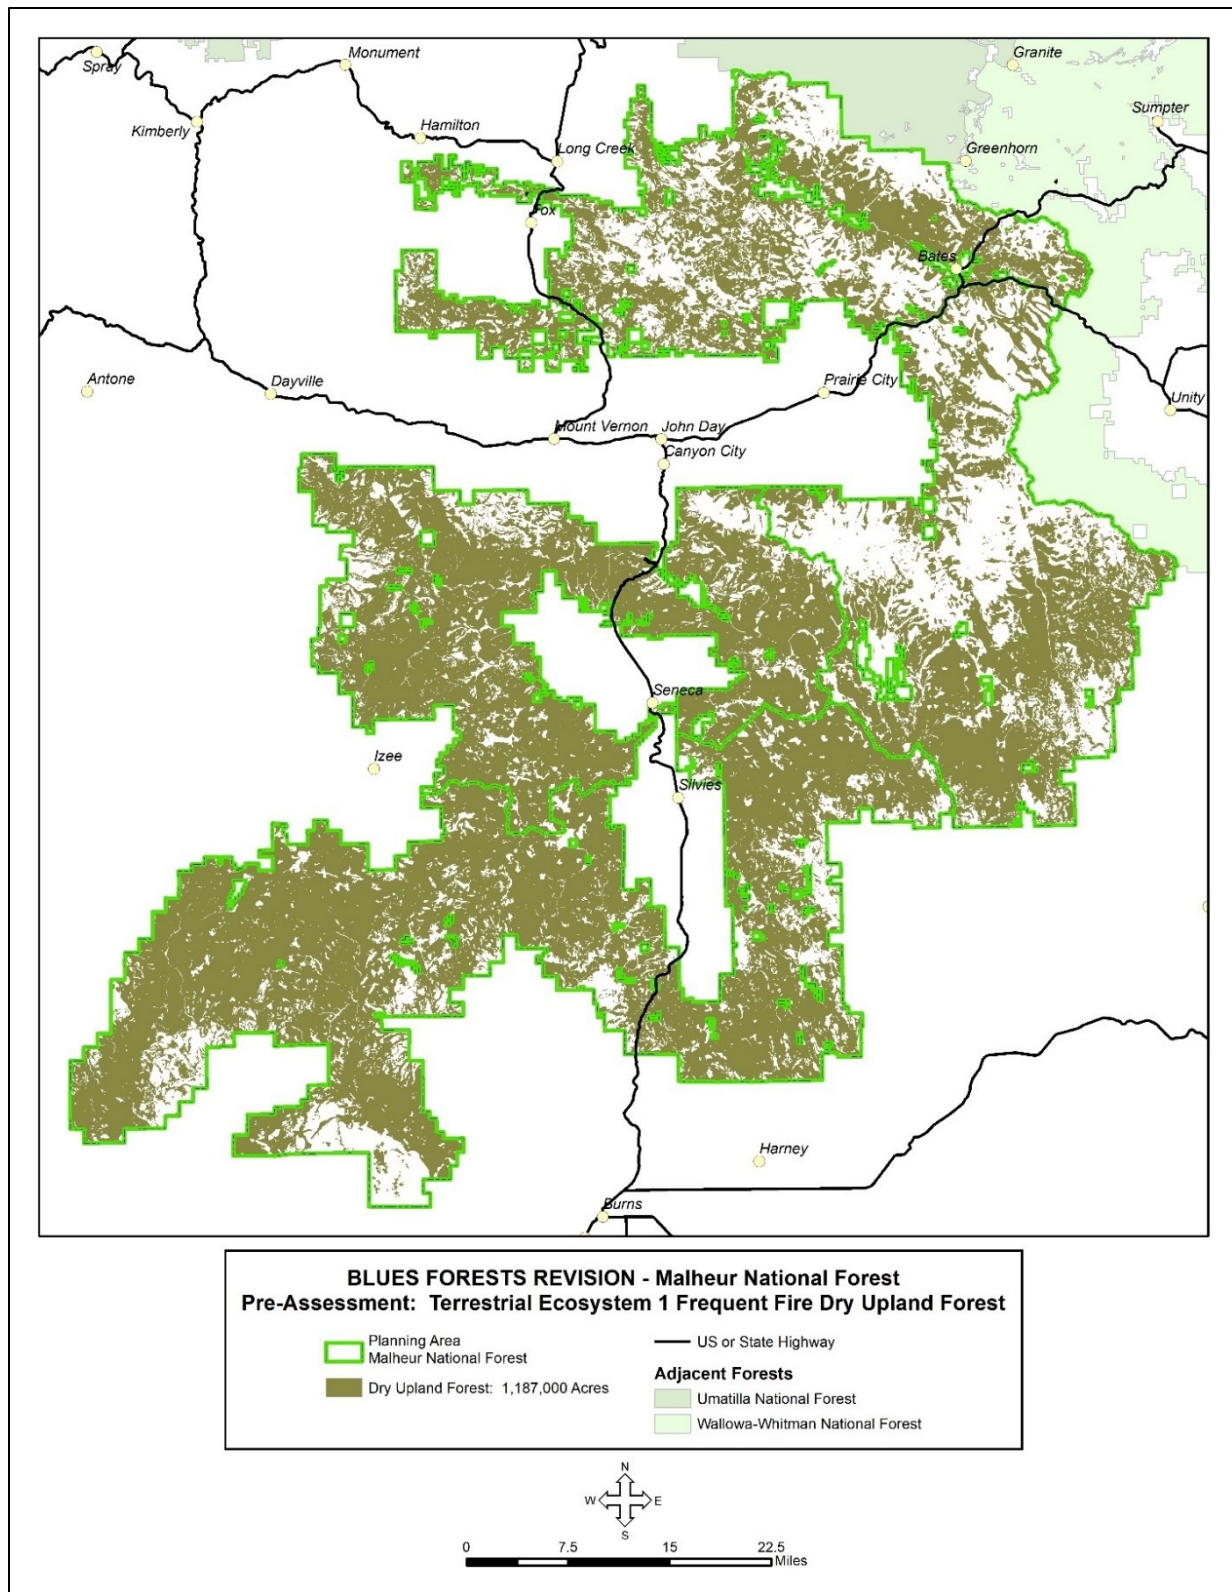 Monument
Granite
Spray
Sumpter
Kimberly
Hamilton
Long Creek
Greenhorn
Fox
Bates
Antone
Dayville
Prairie City
Unity
Mount Vernon
John Day
Canyon City
Seneca
Izee
Silvies
Harney
Burns
BLUES FORESTS REVISION - Malheur National Forest
Pre-Assessment: Terrestrial Ecosystem 1 Frequent Fire Dry Upland Forest
Planning Area
Malheur National Forest
Dry Upland Forest: 1,187,000 Acres
US or State Highway
Adjacent Forests
Umatilla National Forest
Wallowa-Whitman National Forest
N
W E
S
0 7.5 15 22.5
Miles